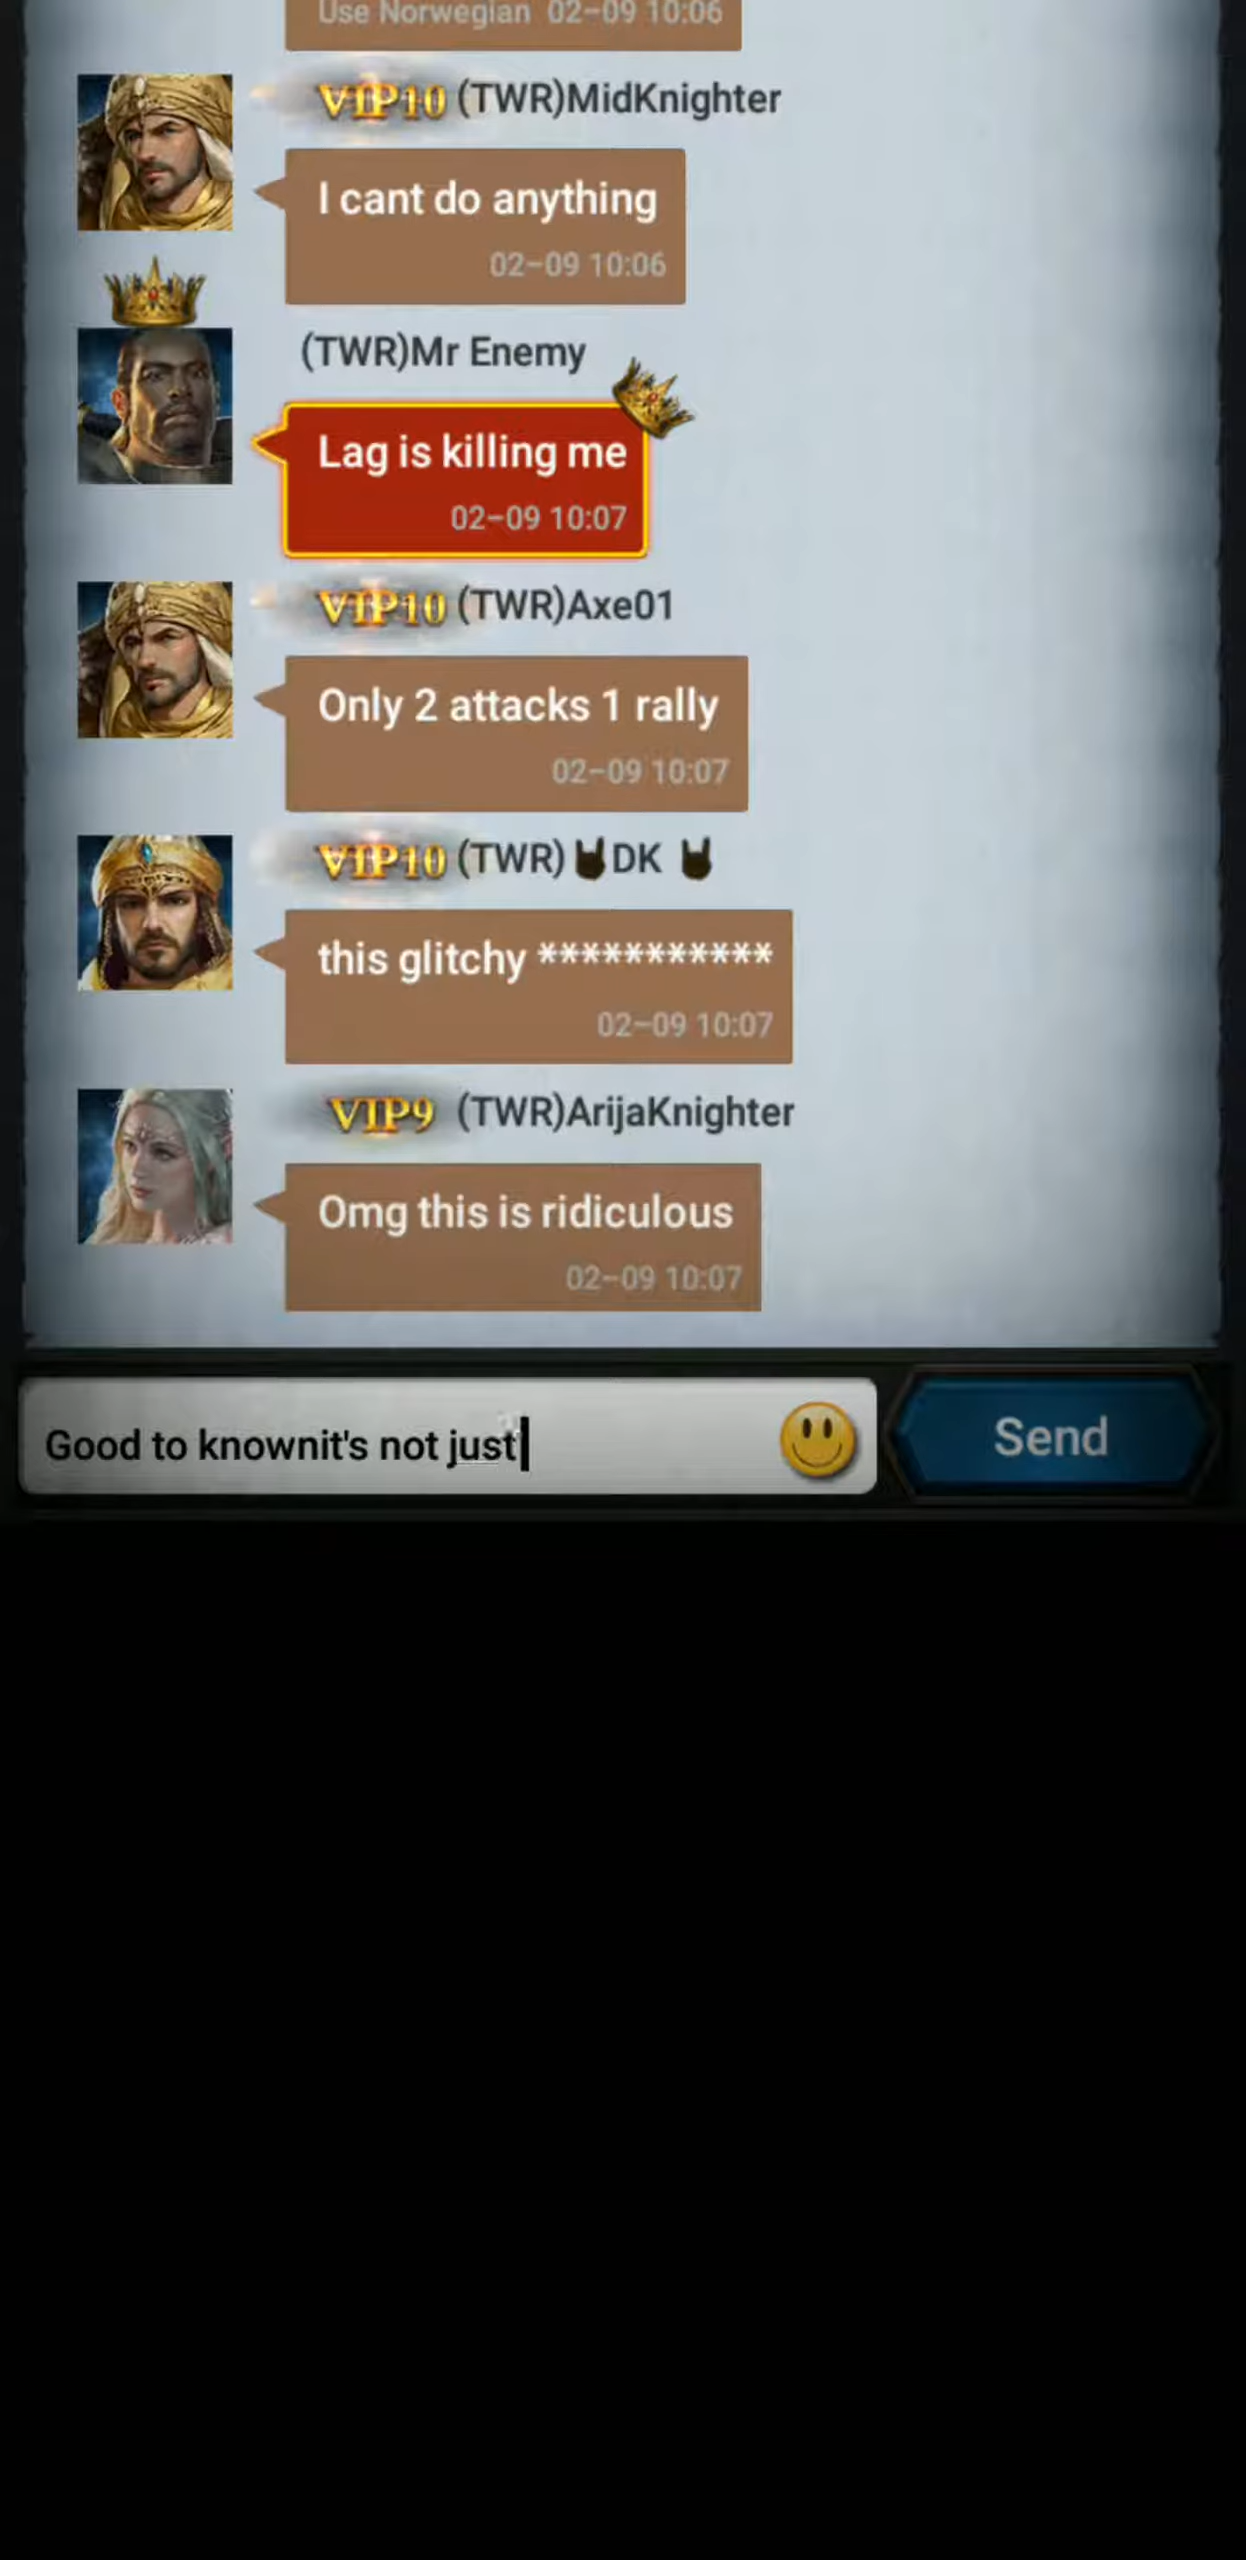 Use Norwegian 02-09 10:06
VIP10 (TWR)MidKnighter
I cant do anything
02-09 10:06
(TWR)Mr Enemy
Lag is killing me
02-09 10:07
VIP10 (TWR)Axe01
Only 2 attacks 1 rally
02-09 10:07
VIP10 (TWR)🤘DK 🤘
this glitchy ***********
02-09 10:07
VIP9 (TWR)ArijaKnighter
Omg this is ridiculous
02-09 10:07
Good to knownit's not just
Send